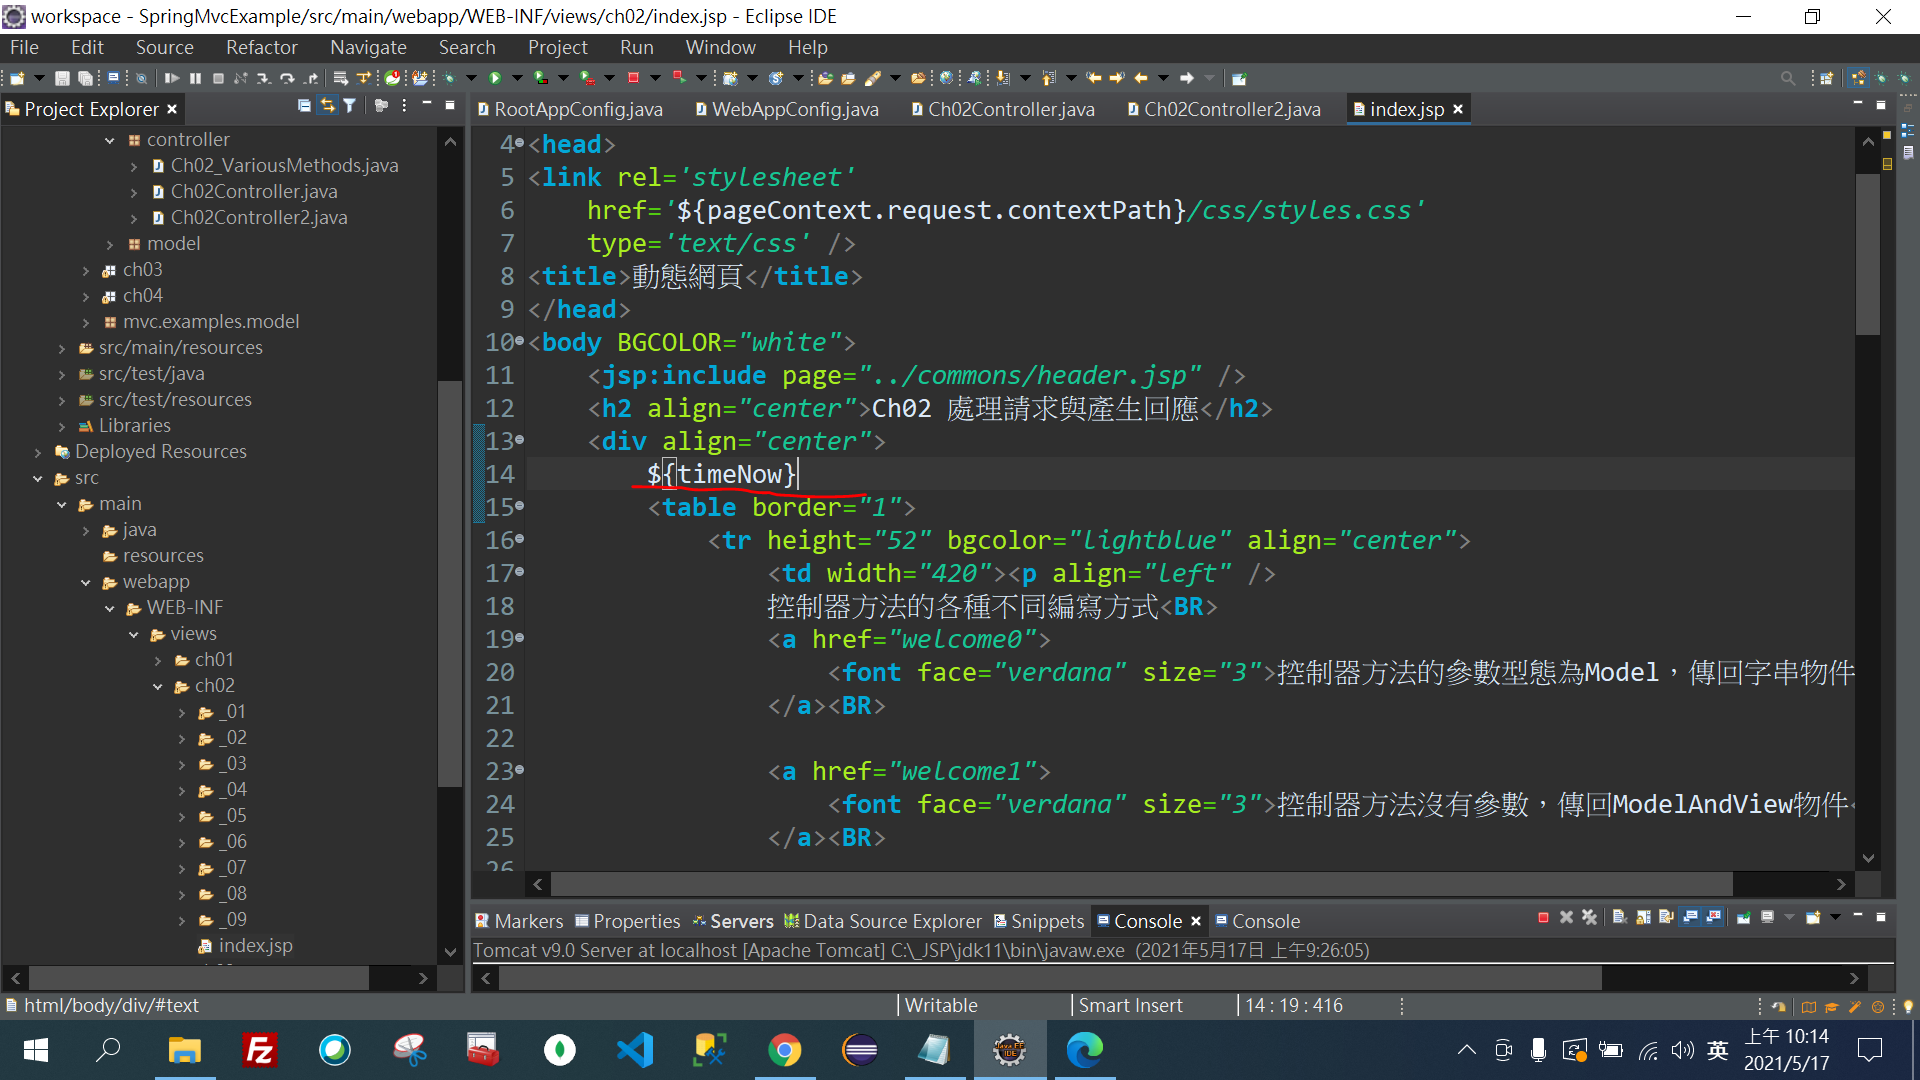 workspace - SpringMvcExample/src/main/webapp/WEB-INF/views/ch02/index.jsp - Eclipse IDE
File Edit Source Refactor Navigate Search Project Run Window Help
Project Explorer
controller
Ch02_VariousMethods.java
Ch02Controller.java
Ch02Controller2.java
model
ch03
ch04
mvc.examples.model
src/main/resources
src/test/java
src/test/resources
Libraries
Deployed Resources
src
main
java
resources
webapp
WEB-INF
views
ch01
ch02
_01
_02
_03
_04
_05
_06
_07
_08
_09
index.jsp
RootAppConfig.java WebAppConfig.java Ch02Controller.java Ch02Controller2.java index.jsp
4 <head>
5 <link rel='stylesheet'
6 href='${pageContext.request.contextPath}/css/styles.css'
7 type='text/css' />
8 <title>動態網頁</title>
9 </head>
10 <body BGCOLOR="white">
11 <jsp:include page="../commons/header.jsp" />
12 <h2 align="center">Ch02 處理請求與產生回應</h2>
13 <div align="center">
14 ${timeNow}
15 <table border="1">
16 <tr height="52" bgcolor="lightblue" align="center">
17 <td width="420"><p align="left" />
18 控制器方法的各種不同編寫方式<BR>
19 <a href="welcome0">
20 <font face="verdana" size="3">控制器方法的參數型態為Model，傳回字串物件
21 </a><BR>
22
23 <a href="welcome1">
24 <font face="verdana" size="3">控制器方法沒有參數，傳回ModelAndView物件<
25 </a><BR>
26
Markers Properties Servers Data Source Explorer Snippets Console Console
Tomcat v9.0 Server at localhost [Apache Tomcat] C:\_JSP\jdk11\bin\javaw.exe (2021年5月17日 上午9:26:05)
html/body/div/#text Writable Smart Insert 14 : 19 : 416
英 上午 10:14
2021/5/17